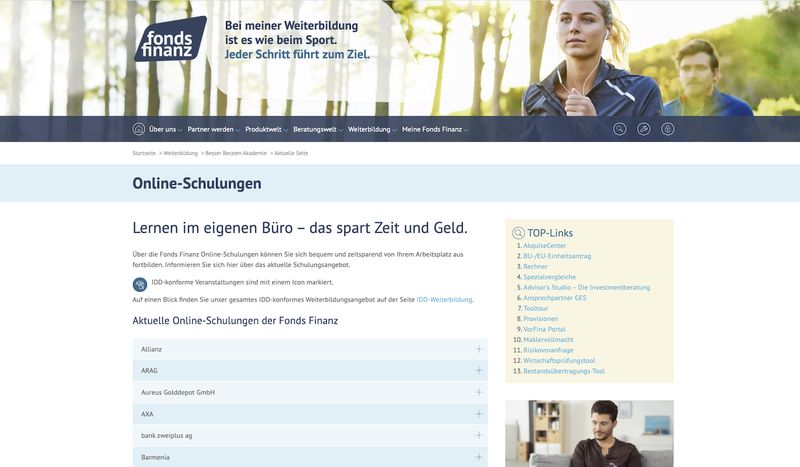 fonds
finanz
Bei meiner Weiterbildung
ist es wie beim Sport.
Jeder Schritt führt zum Ziel.
Über uns Partner werden Produktwelt Beratungswelt Weiterbildung Meine Fonds Finanz
Startseite > Weiterbildung > Besser Beraten Akademie > Aktuelle Seite
Online-Schulungen
Lernen im eigenen Büro – das spart Zeit und Geld.
Über die Fonds Finanz Online-Schulungen können Sie sich bequem und zeitsparend von Ihrem Arbeitsplatz aus
fortbilden. Informieren Sie sich hier über das aktuelle Schulungsangebot.
IDD-konforme Veranstaltungen sind mit einem Icon markiert.
Auf einen Blick finden Sie unser gesamtes IDD-konformes Weiterbildungsangebot auf der Seite IDD-Weiterbildung.
Aktuelle Online-Schulungen der Fonds Finanz
Allianz
ARAG
Aureus Golddepot GmbH
AXA
bank zweiplus ag
Barmenia
TOP-Links
1. AkquiseCenter
2. BU-/EU-Einheitsantrag
3. Rechner
4. Spezialvergleiche
5. Advisor's Studio – Die Investmentberatung
6. Ansprechpartner GES
7. Tooltour
8. Provisionen
9. VorFina Portal
10. Maklervollmacht
11. Risikovoranfrage
12. Wirtschaftsprüfungstool
13. Bestandsübertragungs-Tool